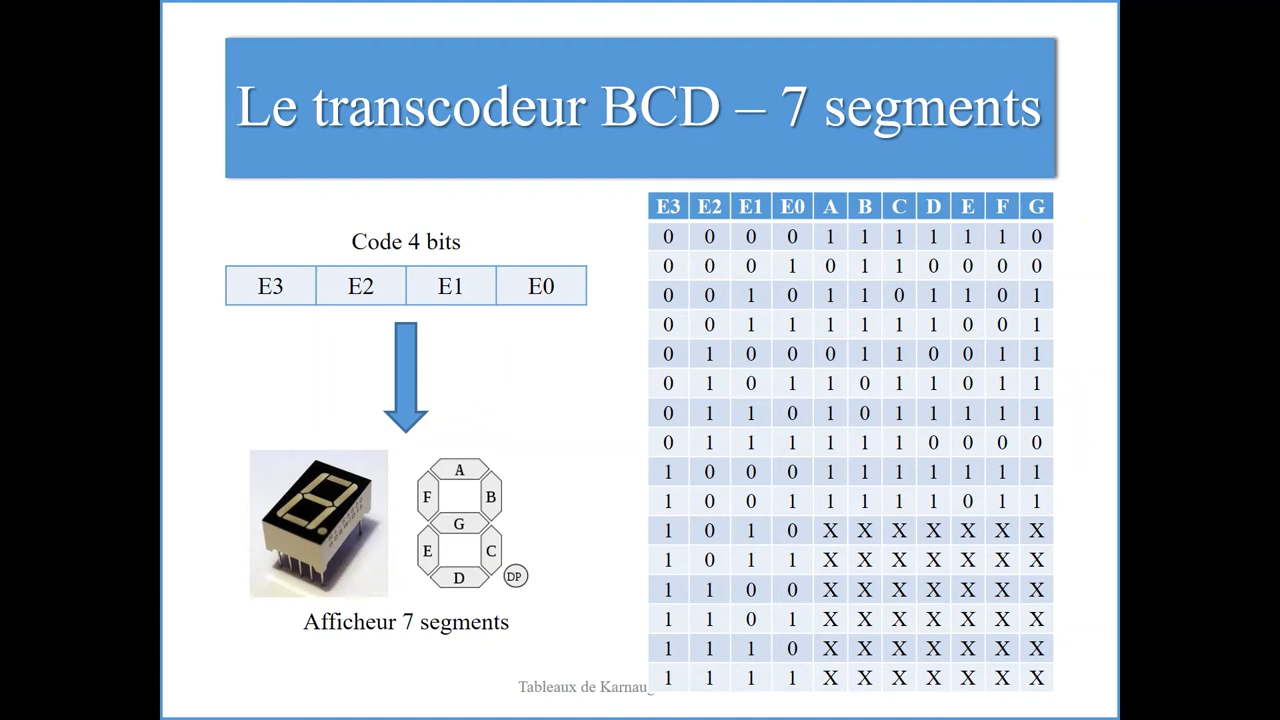 Le transcodeur BCD – 7 segments
Code 4 bits
E3 E2 E1 E0
A
F B
G
E C
D
DP
Afficheur 7 segments
E3 E2 E1 E0 A B C D E F G
0 0 0 0 1 1 1 1 1 1 0
0 0 0 1 0 1 1 0 0 0 0
0 0 1 0 1 1 0 1 1 0 1
0 0 1 1 1 1 1 1 0 0 1
0 1 0 0 0 1 1 0 0 1 1
0 1 0 1 1 0 1 1 0 1 1
0 1 1 0 1 0 1 1 1 1 1
0 1 1 1 1 1 1 0 0 0 0
1 0 0 0 1 1 1 1 1 1 1
1 0 0 1 1 1 1 1 0 1 1
1 0 1 0 X X X X X X X
1 0 1 1 X X X X X X X
1 1 0 0 X X X X X X X
1 1 0 1 X X X X X X X
1 1 1 0 X X X X X X X
1 1 1 1 X X X X X X X
Tableaux de Karnaug